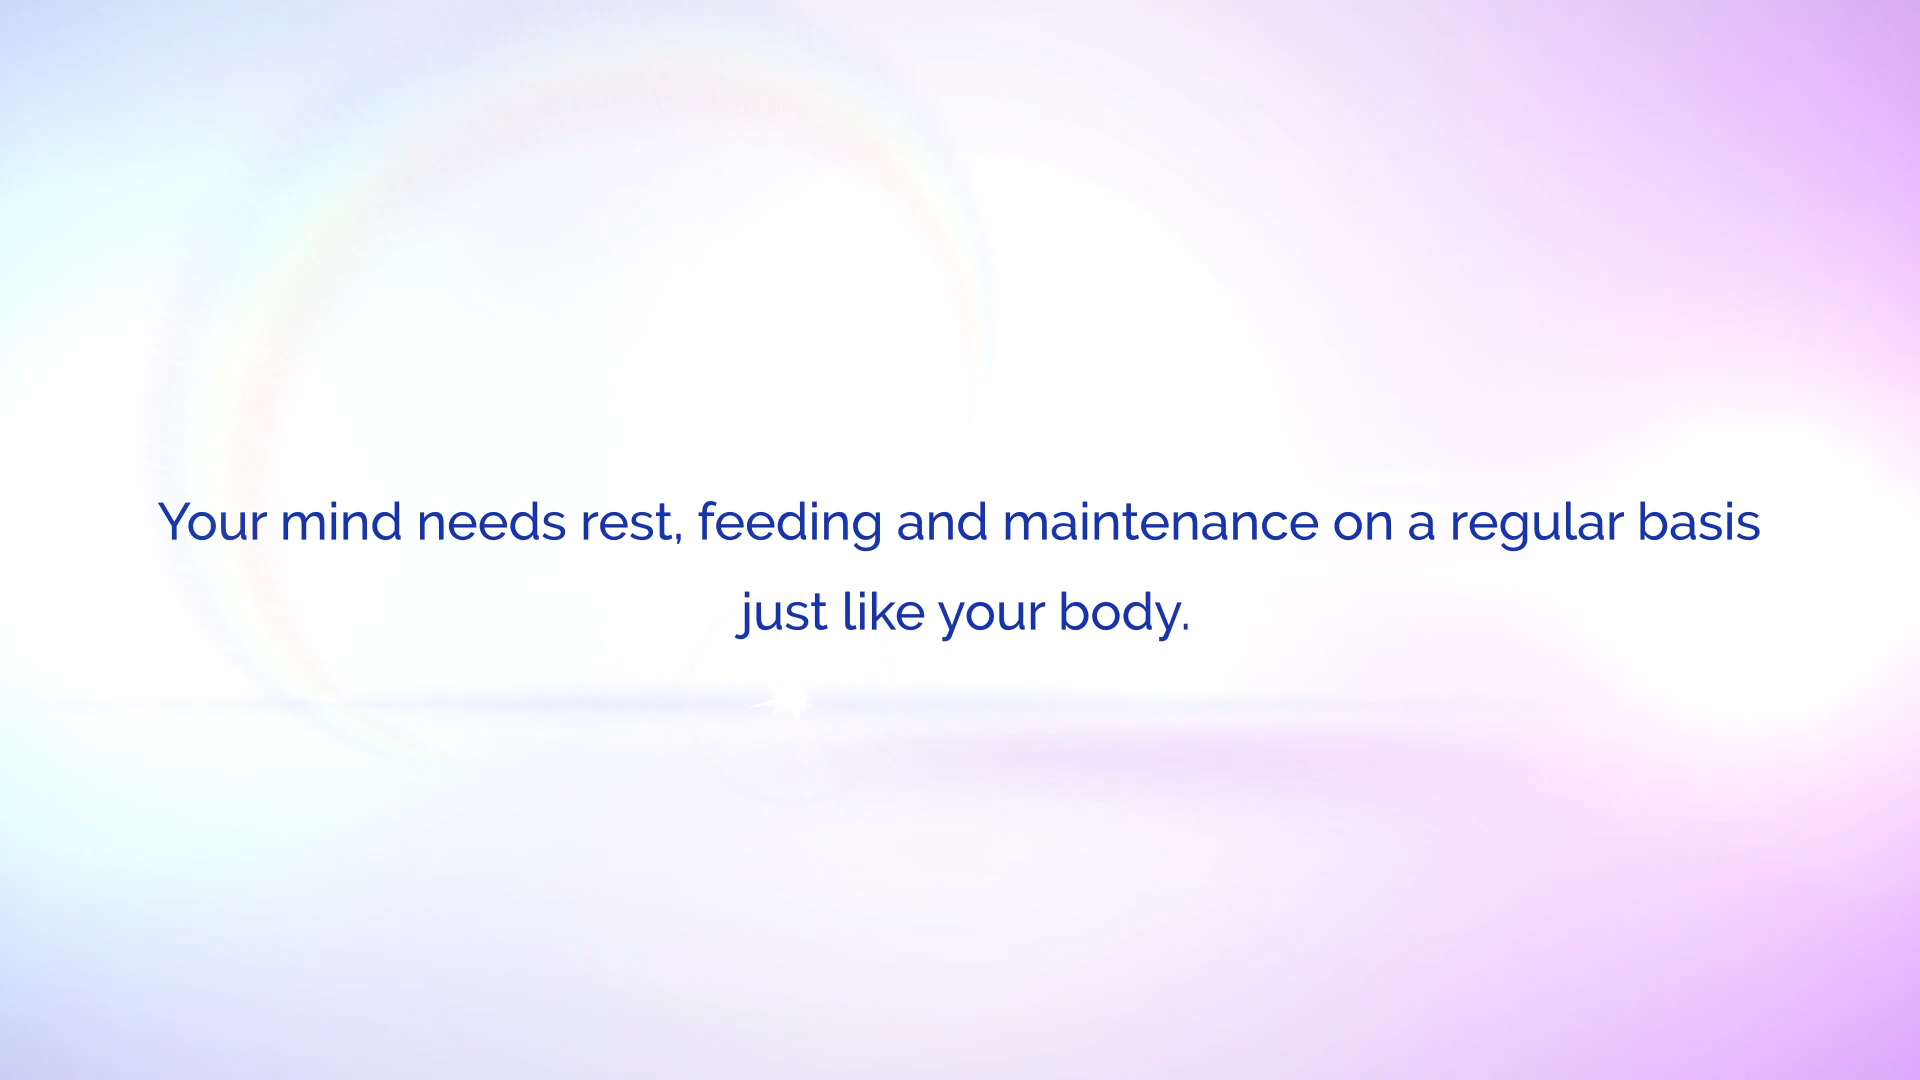 Your mind needs rest, feeding and maintenance on a regular basis
just like your body.